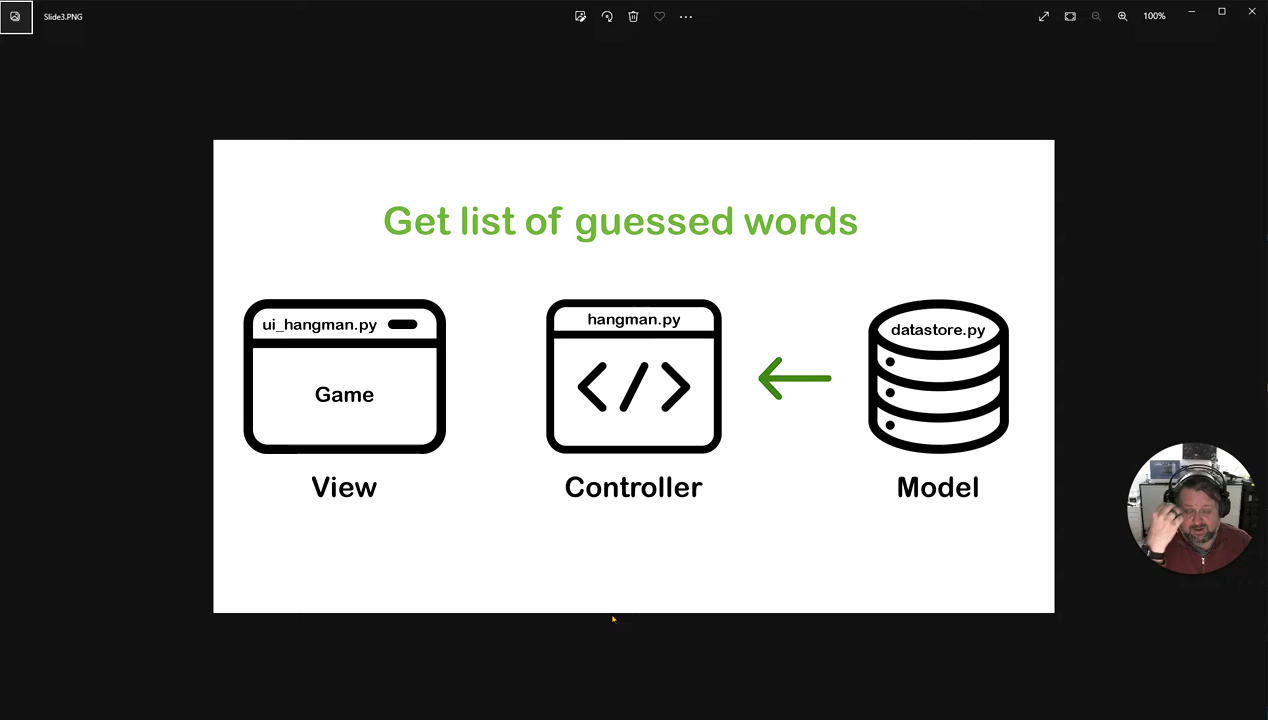 Slide3.PNG
100%
Get list of guessed words
ui_hangman.py
hangman.py
datastore.py
Game
View
Controller
Model